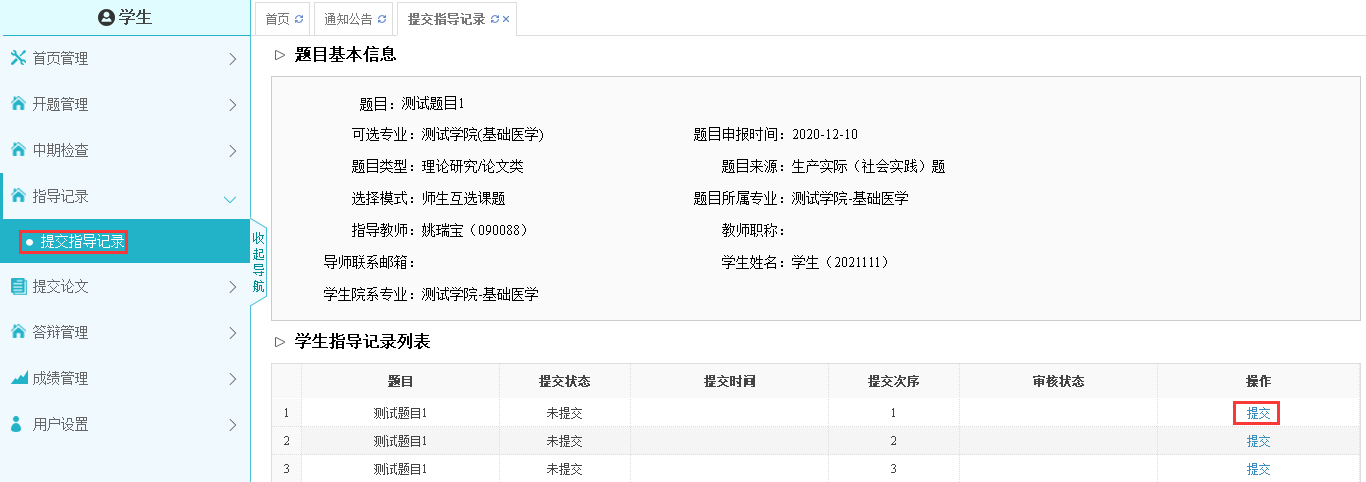 学生
首页管理
开题管理
中期检查
指导记录
提交指导记录
提交论文
答辩管理
成绩管理
用户设置
收起导航
首页 通知公告 提交指导记录
题目基本信息
题目：测试题目1
可选专业：测试学院(基础医学) 题目申报时间：2020-12-10
题目类型：理论研究/论文类 题目来源：生产实际（社会实践）题
选择模式：师生互选课题 题目所属专业：测试学院-基础医学
指导教师：姚瑞宝（090088） 教师职称：
导师联系邮箱： 学生姓名：学生（2021111）
学生院系专业：测试学院-基础医学
学生指导记录列表
题目 提交状态 提交时间 提交次序 审核状态 操作
1 测试题目1 未提交 1 提交
2 测试题目1 未提交 2 提交
3 测试题目1 未提交 3 提交